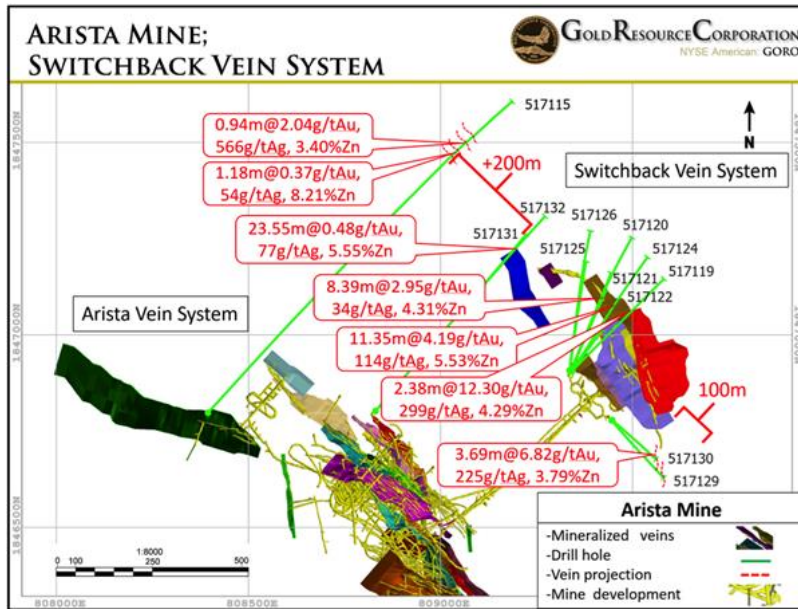 ARISTA MINE;
SWITCHBACK VEIN SYSTEM
GOLD RESOURCE CORPORATION
NYSE American: GORO
517115
0.94m@2.04g/tAu,
566g/tAg, 3.40%Zn
1.18m@0.37g/tAu,
54g/tAg, 8.21%Zn
+200m
N
Switchback Vein System
517132
517126
517120
23.55m@0.48g/tAu,
77g/tAg, 5.55%Zn
517131
517125
517124
517121
517119
8.39m@2.95g/tAu,
34g/tAg, 4.31%Zn
517122
Arista Vein System
11.35m@4.19g/tAu,
114g/tAg, 5.53%Zn
2.38m@12.30g/tAu,
299g/tAg, 4.29%Zn
100m
3.69m@6.82g/tAu,
225g/tAg, 3.79%Zn
517130
517129
Arista Mine
-Mineralized veins
-Drill hole
-Vein projection
-Mine development
1:8000
0 100 250 500
808000E 808500E 809000E
1847500N
1847000N
1846500N